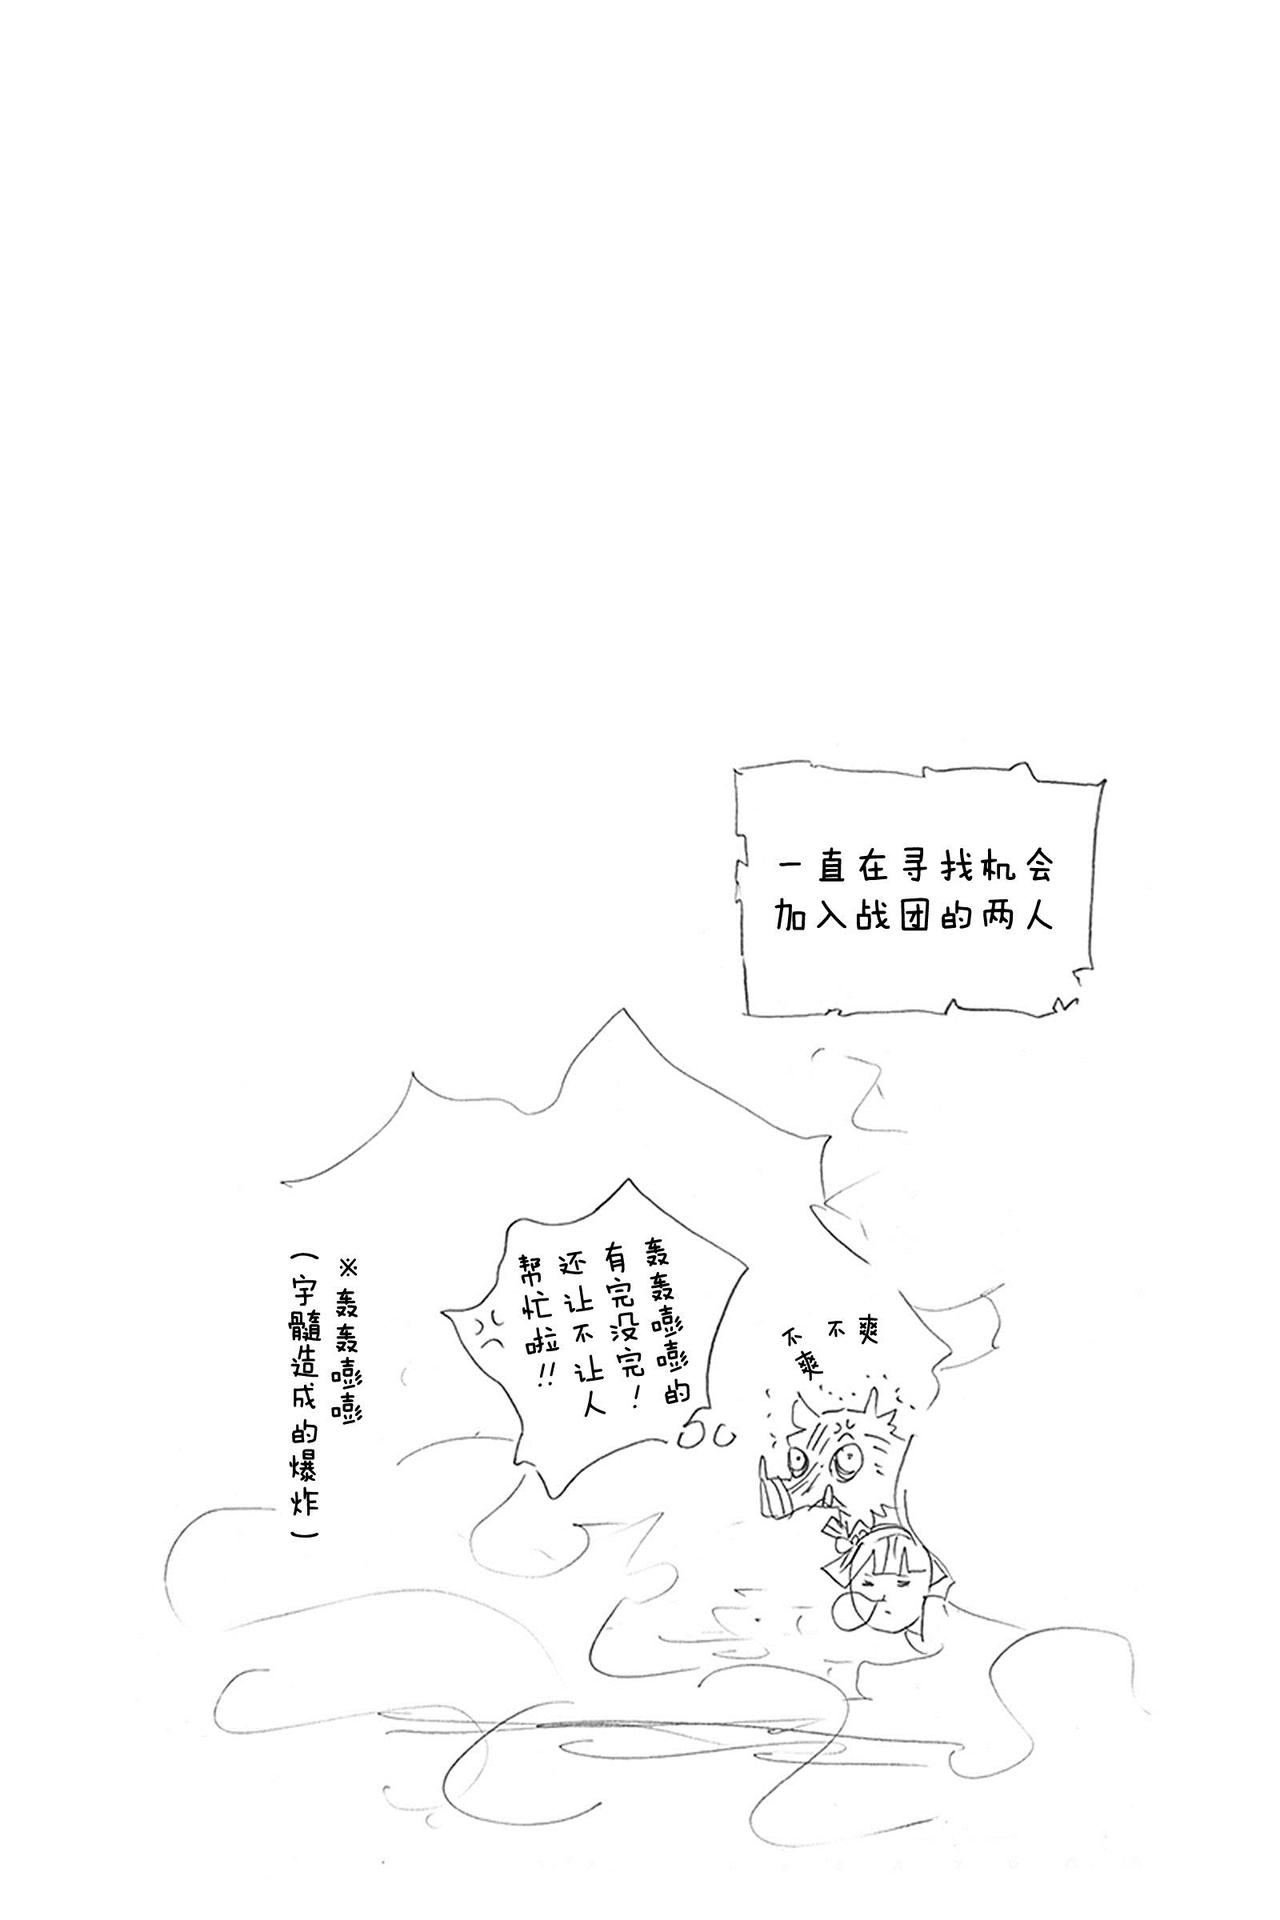 一直在寻找机会
加入战团的两人
轰轰嘭嘭的
有完没完！
还让不让人
帮忙啦!!
不爽
不爽
※轰轰嘭嘭
(宇髓造成的爆炸)